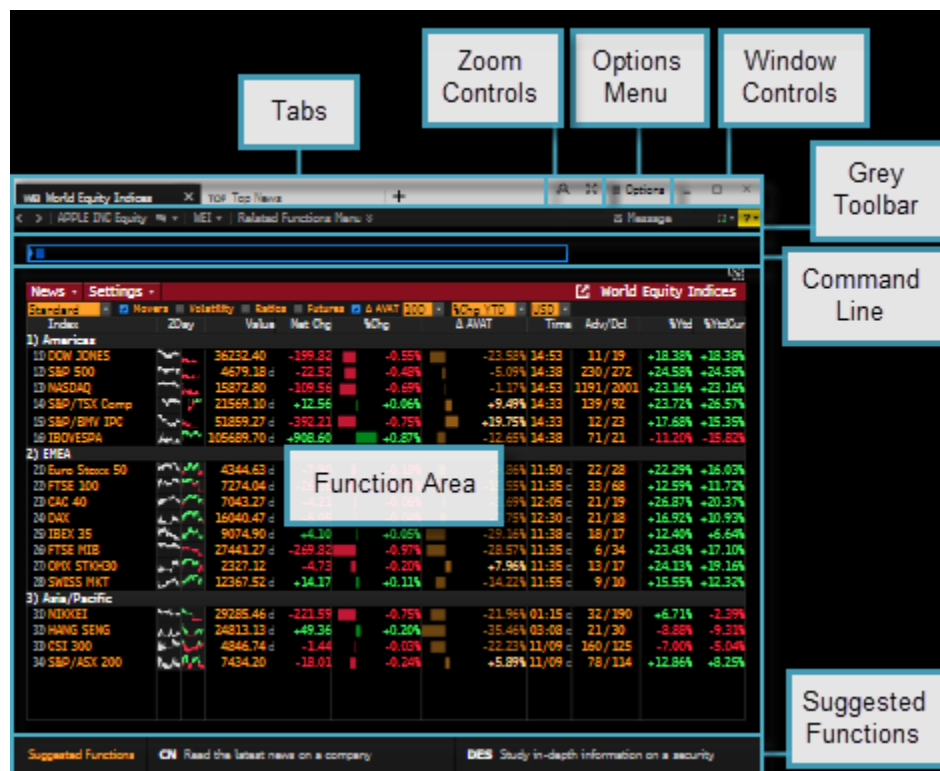 Zoom Controls
Options Menu
Window Controls
Tabs
Grey Toolbar
WEI World Equity Indices × TOP Top News + Options
< > APPLE INC Equity WEI Related Functions Menu Message ?
Command Line
News Settings World Equity Indices
Standard Movers Volatility Ratios Futures Δ AVAT 10D %Chg YTD USD
Index 2Day Value Net Chg %Chg Δ AVAT Time Adv/Dcl %Ytd %YtdCur
1) Americas
11) DOW JONES 36232.40 -199.82 -0.55% -23.58% 14:53 11/19 +18.38% +18.38%
12) S&P 500 4679.18 d -22.52 -0.48% -5.09% 14:38 230/272 +24.58% +24.58%
13) NASDAQ 15872.80 -109.56 -0.69% -1.17% 14:53 1191/2001 +23.16% +23.16%
14) S&P/TSX Comp 21569.10 d +12.56 +0.06% +9.49% 14:33 139/92 +23.72% +26.57%
15) S&P/BMV IPC 51859.27 d -392.21 -0.75% +19.75% 14:33 12/23 +17.68% +15.35%
16) IBOVESPA 105689.70 d +908.60 +0.87% -12.65% 14:38 71/21 -11.20% -15.82%
2) EMEA
21) Euro Stoxx 50 4344.63 d 11:50 c 22/28 +22.29% +16.03%
22) FTSE 100 7274.04 d 11:35 c 33/68 +12.59% +11.72%
23) CAC 40 7043.27 d 12:05 c 21/19 +26.87% +20.37%
24) DAX 16040.47 d 12:30 c 21/18 +16.92% +10.93%
25) IBEX 35 9074.90 d +4.10 +0.05% -29.16% 11:38 c 18/17 +12.40% +6.64%
26) FTSE MIB 27441.27 d -269.82 -0.97% -28.57% 11:35 c 6/34 +23.43% +17.10%
27) OMX STKH30 2327.12 -4.73 -0.20% +7.96% 11:35 c 13/17 +24.13% +19.16%
28) SWISS MKT 12367.52 d +14.17 +0.11% -14.22% 11:55 c 9/10 +15.55% +12.32%
Function Area
3) Asia/Pacific
31) NIKKEI 29285.46 d -221.59 -0.75% -21.96% 01:15 c 32/190 +6.71% -2.39%
32) HANG SENG 24813.13 d +49.36 +0.20% -35.46% 03:08 c 21/30 -8.88% -9.31%
33) CSI 300 4846.74 d -1.44 -0.03% -22.23% 11/09 c 160/125 -7.00% -5.04%
34) S&P/ASX 200 7434.20 -18.01 -0.24% +5.89% 11/09 c 78/114 +12.86% +8.25%
Suggested Functions
Suggested Functions CN Read the latest news on a company DES Study in-depth information on a security